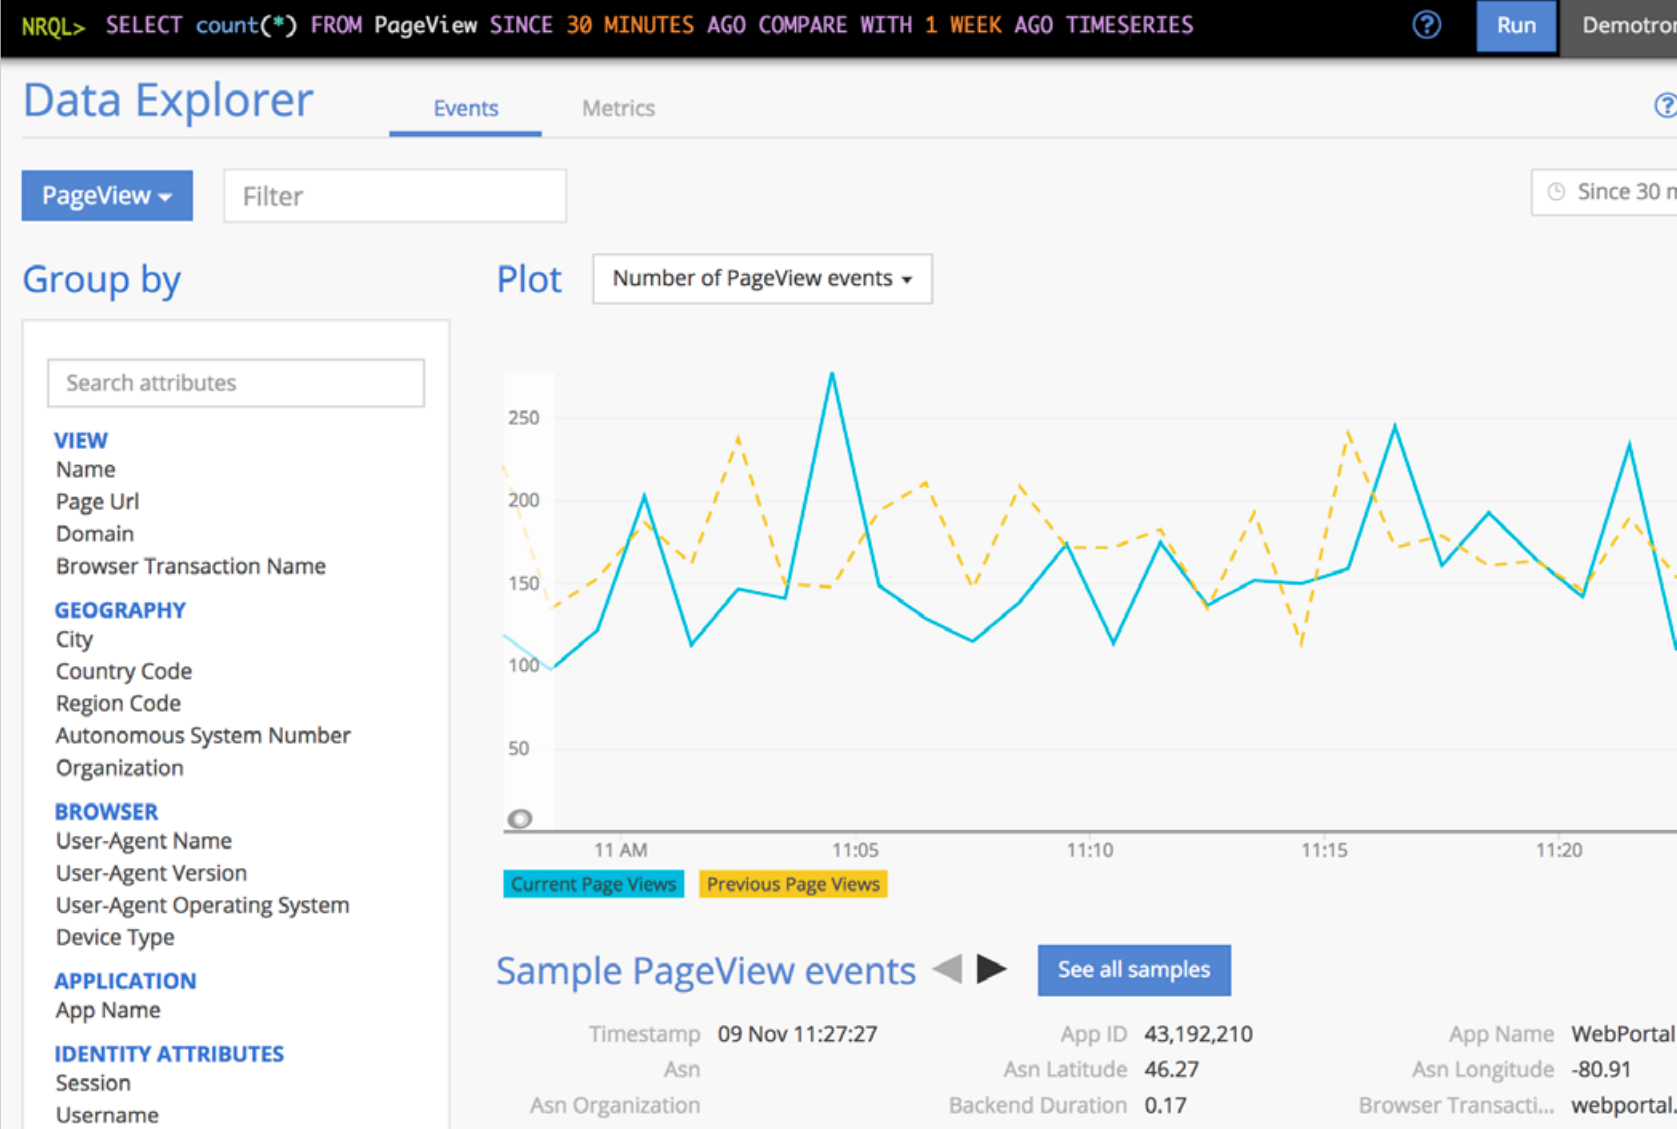 NRQL> SELECT count(*) FROM PageView SINCE 30 MINUTES AGO COMPARE WITH 1 WEEK AGO TIMESERIES
Run
Data Explorer
Events
Metrics
PageView
Filter
Since 30
Group by
Plot
Number of PageView events
Search attributes
VIEW
Name
Page Url
Domain
Browser Transaction Name
GEOGRAPHY
City
Country Code
Region Code
Autonomous System Number
Organization
BROWSER
User-Agent Name
User-Agent Version
User-Agent Operating System
Device Type
APPLICATION
App Name
IDENTITY ATTRIBUTES
Session
Username
250
200
150
100
50
11 AM
11:05
11:10
11:15
11:20
Current Page Views
Previous Page Views
Sample PageView events
See all samples
Timestamp 09 Nov 11:27:27
App ID 43,192,210
App Name WebPortal
Asn
Asn Latitude 46.27
Asn Longitude -80.91
Asn Organization
Backend Duration 0.17
Browser Transacti... webportal.